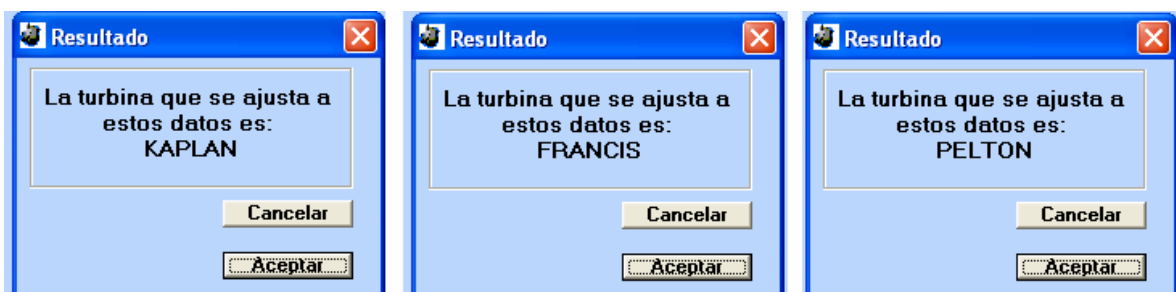 Resultado
La turbina que se ajusta a
estos datos es:
KAPLAN
Cancelar
Aceptar
Resultado
La turbina que se ajusta a
estos datos es:
FRANCIS
Cancelar
Aceptar
Resultado
La turbina que se ajusta a
estos datos es:
PELTON
Cancelar
Aceptar